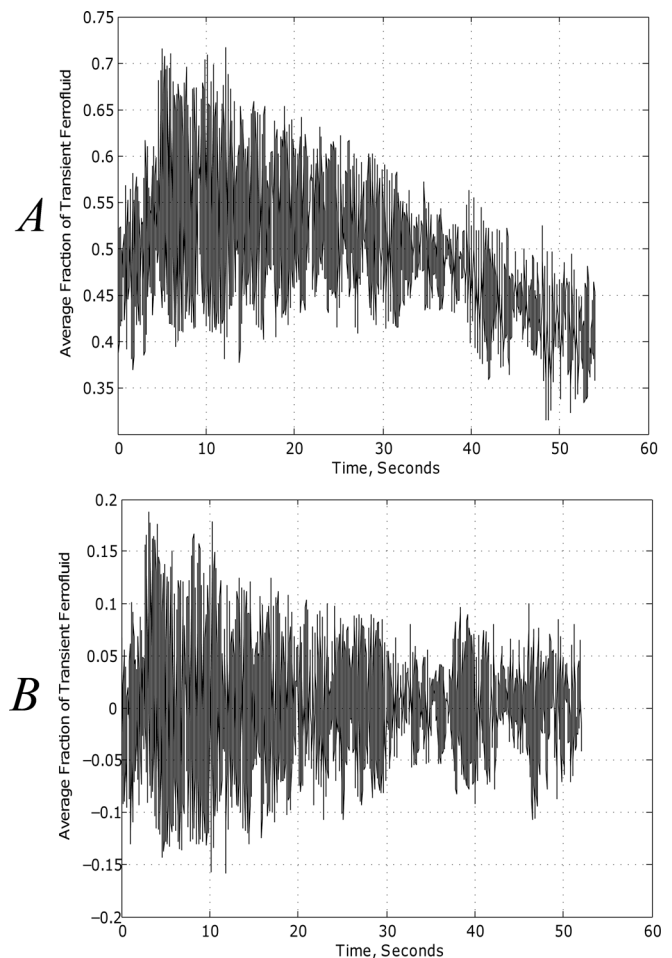 A
Average Fraction of Transient Ferrofluid
0.75
0.7
0.65
0.6
0.55
0.5
0.45
0.4
0.35
0 10 20 30 40 50 60
Time, Seconds
B
Average Fraction of Transient Ferrofluid
0.2
0.15
0.1
0.05
0
−0.05
−0.1
−0.15
−0.2
0 10 20 30 40 50 60
Time, Seconds